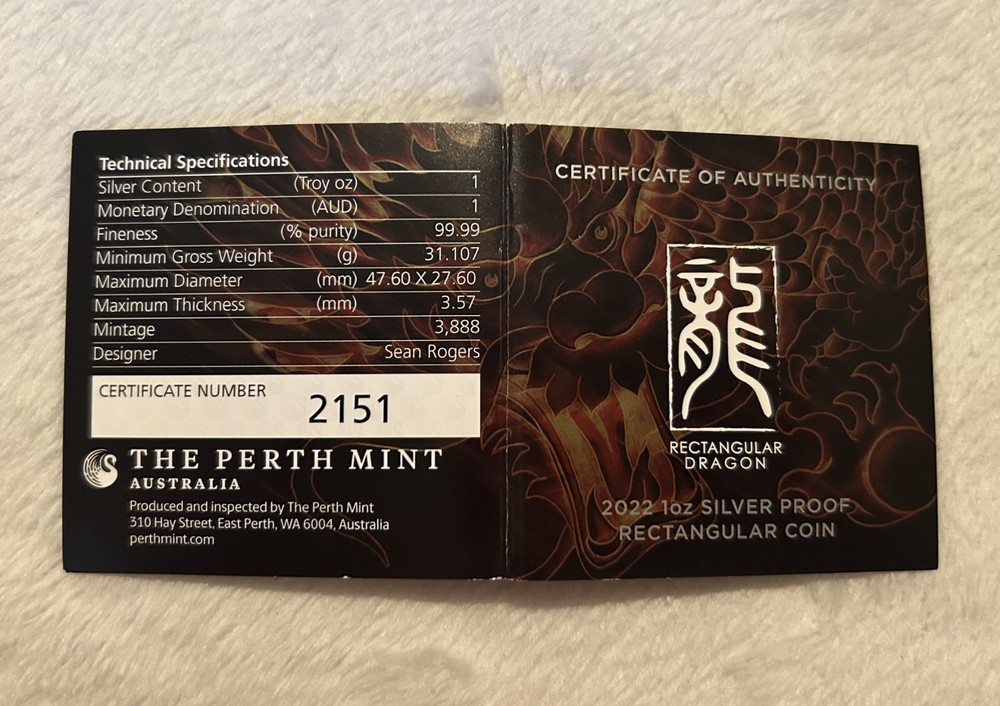 Technical Specifications
Silver Content (Troy oz) 1
Monetary Denomination (AUD) 1
Fineness (% purity) 99.99
Minimum Gross Weight (g) 31.107
Maximum Diameter (mm) 47.60 X 27.60
Maximum Thickness (mm) 3.57
Mintage 3,888
Designer Sean Rogers
CERTIFICATE NUMBER 2151
THE PERTH MINT
AUSTRALIA
Produced and inspected by The Perth Mint
310 Hay Street, East Perth, WA 6004, Australia
perthmint.com
CERTIFICATE OF AUTHENTICITY
龍
RECTANGULAR
DRAGON
2022 1oz SILVER PROOF
RECTANGULAR COIN